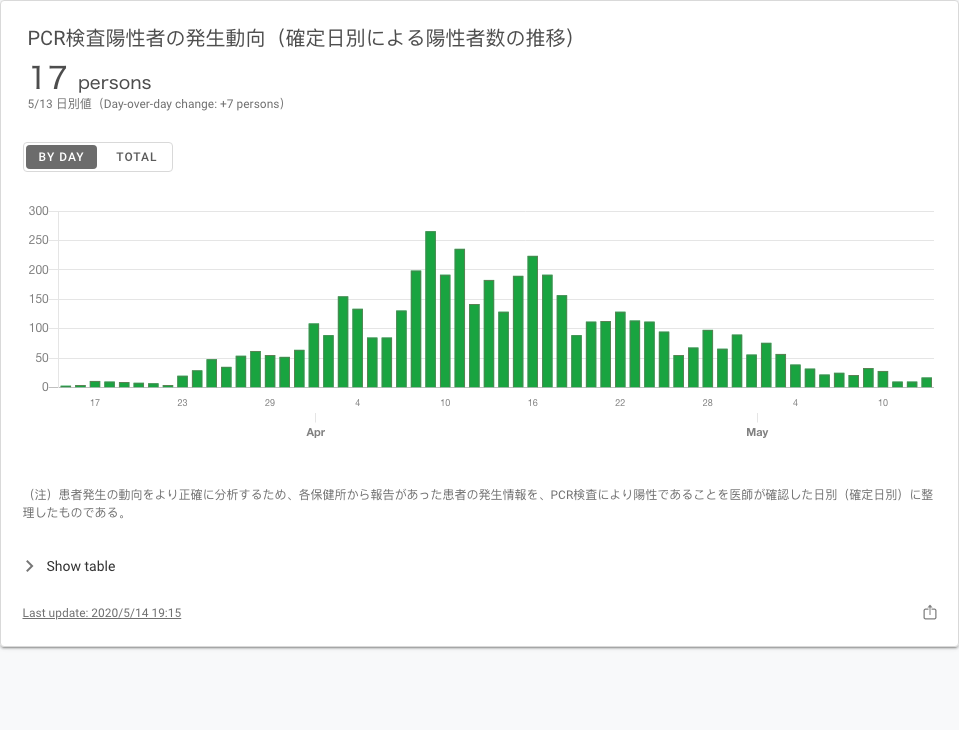 PCR検査陽性者の発生動向（確定日別による陽性者数の推移）
17 persons
5/13 日別値（Day-over-day change: +7 persons）
BY DAY TOTAL
300
250
200
150
100
50
0
17 23 29 4 10 16 22 28 4 10
Apr May
（注）患者発生の動向をより正確に分析するため、各保健所から報告があった患者の発生情報を、PCR検査により陽性であることを医師が確認した日別（確定日別）に整
理したものである。
Show table
Last update: 2020/5/14 19:15